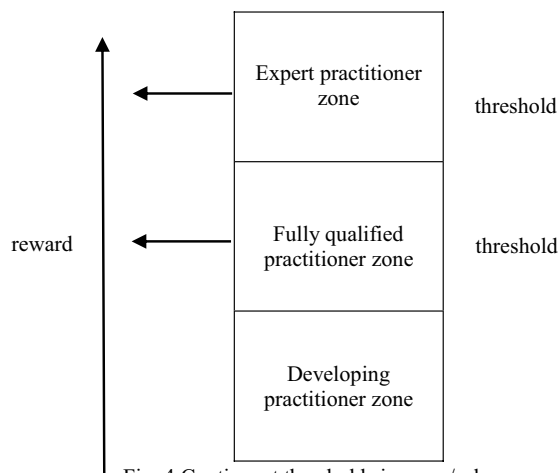 Expert practitioner
zone
threshold
reward
Fully qualified
practitioner zone
threshold
Developing
practitioner zone